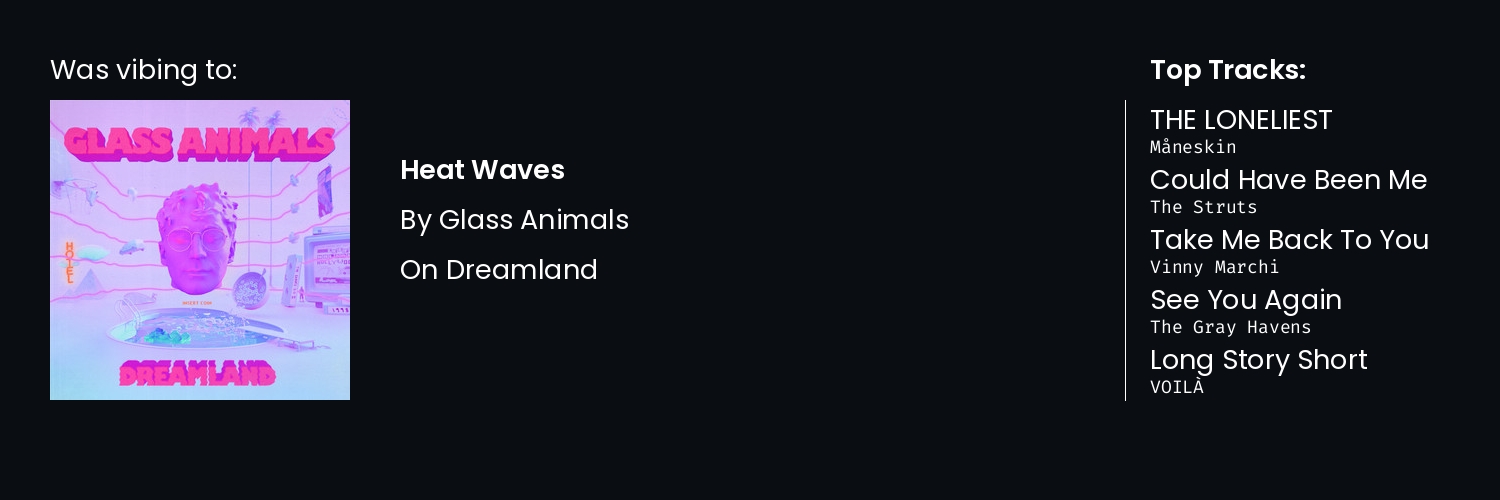 Was vibing to:
GLASS ANIMALS
HOTEL
1998
DREAMLAND
Heat Waves
By Glass Animals
On Dreamland
Top Tracks:
THE LONELIEST
Måneskin
Could Have Been Me
The Struts
Take Me Back To You
Vinny Marchi
See You Again
The Gray Havens
Long Story Short
VOILÀ